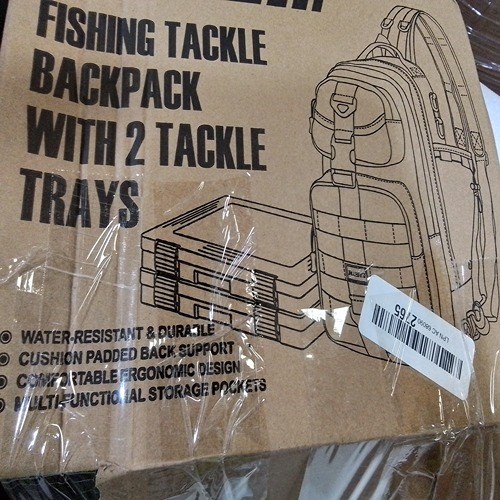 FISHING TACKLE
BACKPACK
WITH 2 TACKLE
TRAYS
WATER-RESISTANT & DURABLE
CUSHION PADDED BACK SUPPORT
COMFORTABLE ERGONOMIC DESIGN
MULTI-FUNCTIONAL STORAGE POCKETS